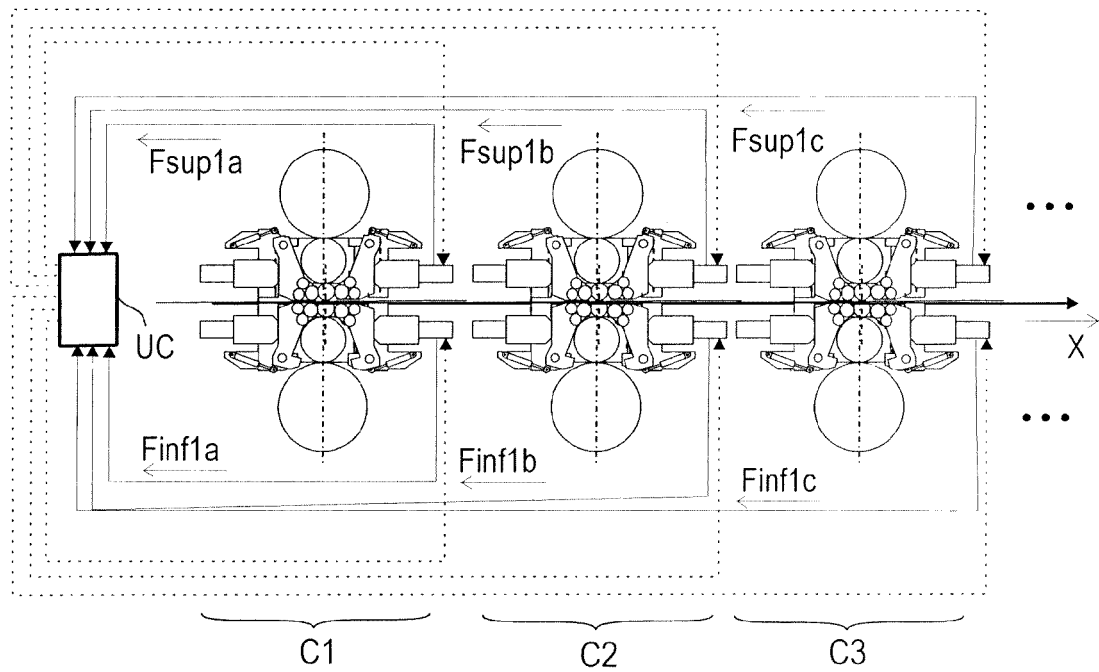 Fsup1a
Fsup1b
Fsup1c
UC
X
Finf1a
Finf1b
Finf1c
C1
C2
C3